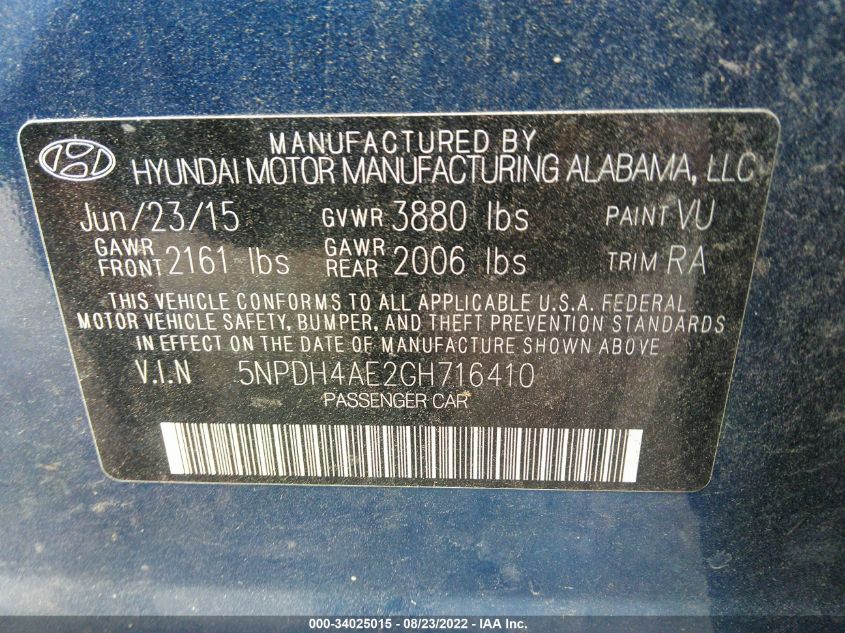 MANUFACTURED BY
HYUNDAI MOTOR MANUFACTURING ALABAMA, LLC
Jun/23/15 GVWR 3880 lbs PAINT VU
GAWR FRONT 2161 lbs GAWR REAR 2006 lbs TRIM RA
THIS VEHICLE CONFORMS TO ALL APPLICABLE U.S.A. FEDERAL
MOTOR VEHICLE SAFETY, BUMPER, AND THEFT PREVENTION STANDARDS
IN EFFECT ON THE DATE OF MANUFACTURE SHOWN ABOVE
V.I.N 5NPDH4AE2GH716410
PASSENGER CAR
000-34025015 - 08/23/2022 - IAA Inc.